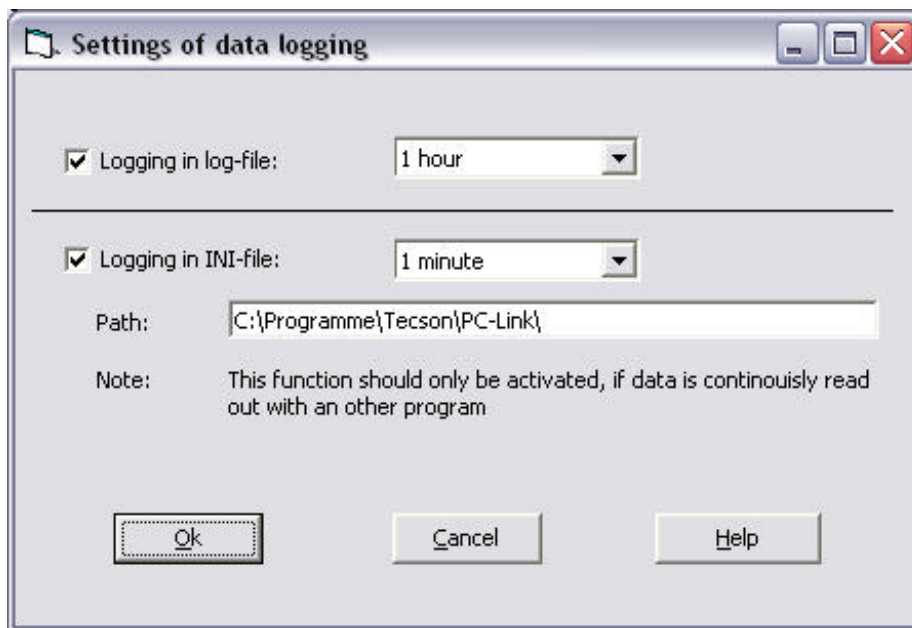 Settings of data logging
Logging in log-file: 1 hour
Logging in INI-file: 1 minute
Path: C:\Programme\Tecson\PC-Link\
Note: This function should only be activated, if data is continouisly read
out with an other program
Ok Cancel Help